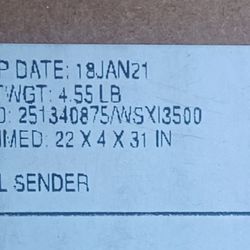 P DATE: 18JAN21
TWGT: 4.55 LB
D: 251340875/WSXI3500
IMED: 22 X 4 X 31 IN
L SENDER